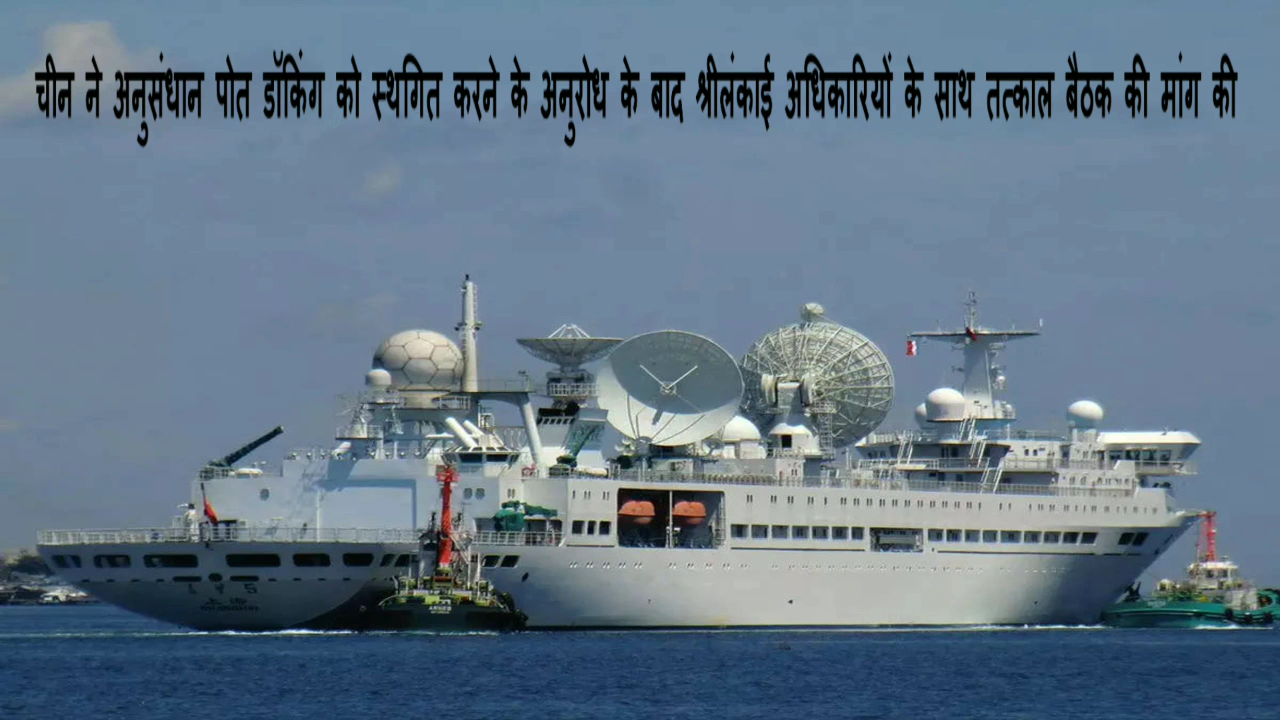 चीन ने अनुसंधान पोत डॉकिंग को स्थगित करने के अनुरोध के बाद श्रीलंकाई अधिकारियों के साथ तत्काल बैठक की मांग की